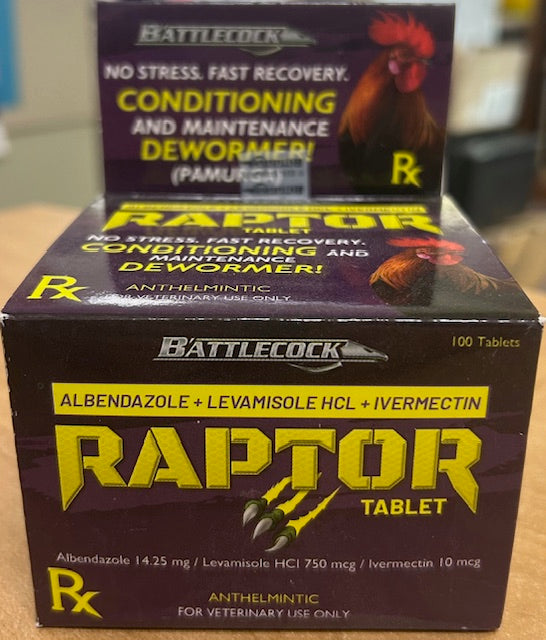 BATTLECOCK
NO STRESS. FAST RECOVERY.
CONDITIONING
AND MAINTENANCE
DEWORMER!
(PAMURGA)
Rx
RAPTOR
TABLET
NO STRESS. FAST RECOVERY.
CONDITIONING AND
MAINTENANCE
DEWORMER!
Rx
ANTHELMINTIC
FOR VETERINARY USE ONLY
BATTLECOCK
100 Tablets
ALBENDAZOLE + LEVAMISOLE HCL + IVERMECTIN
RAPTOR
TABLET
Albendazole 14.25 mg / Levamisole HCl 750 mcg / Ivermectin 10 mcg
Rx
ANTHELMINTIC
FOR VETERINARY USE ONLY